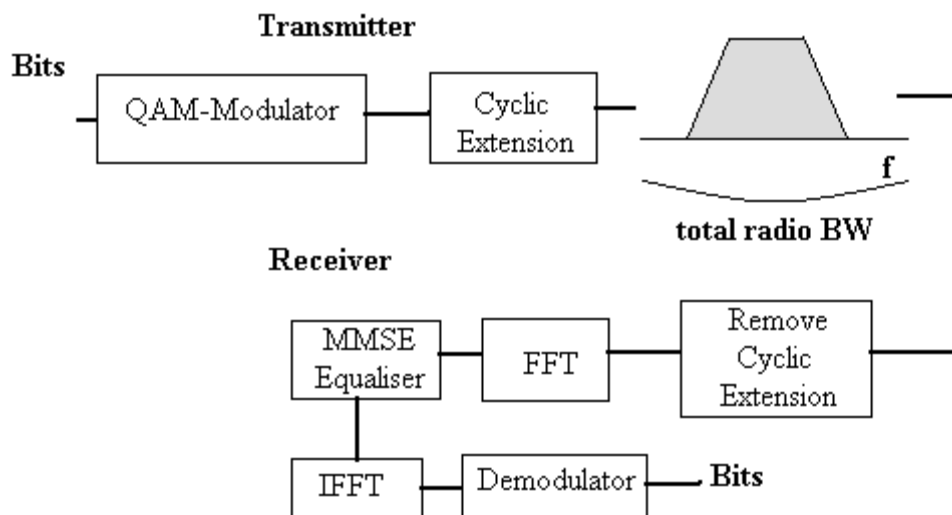 Transmitter
Bits
QAM-Modulator
Cyclic
Extension
f
total radio BW
Receiver
MMSE
Equaliser
FFT
Remove
Cyclic
Extension
IFFT
Demodulator
Bits